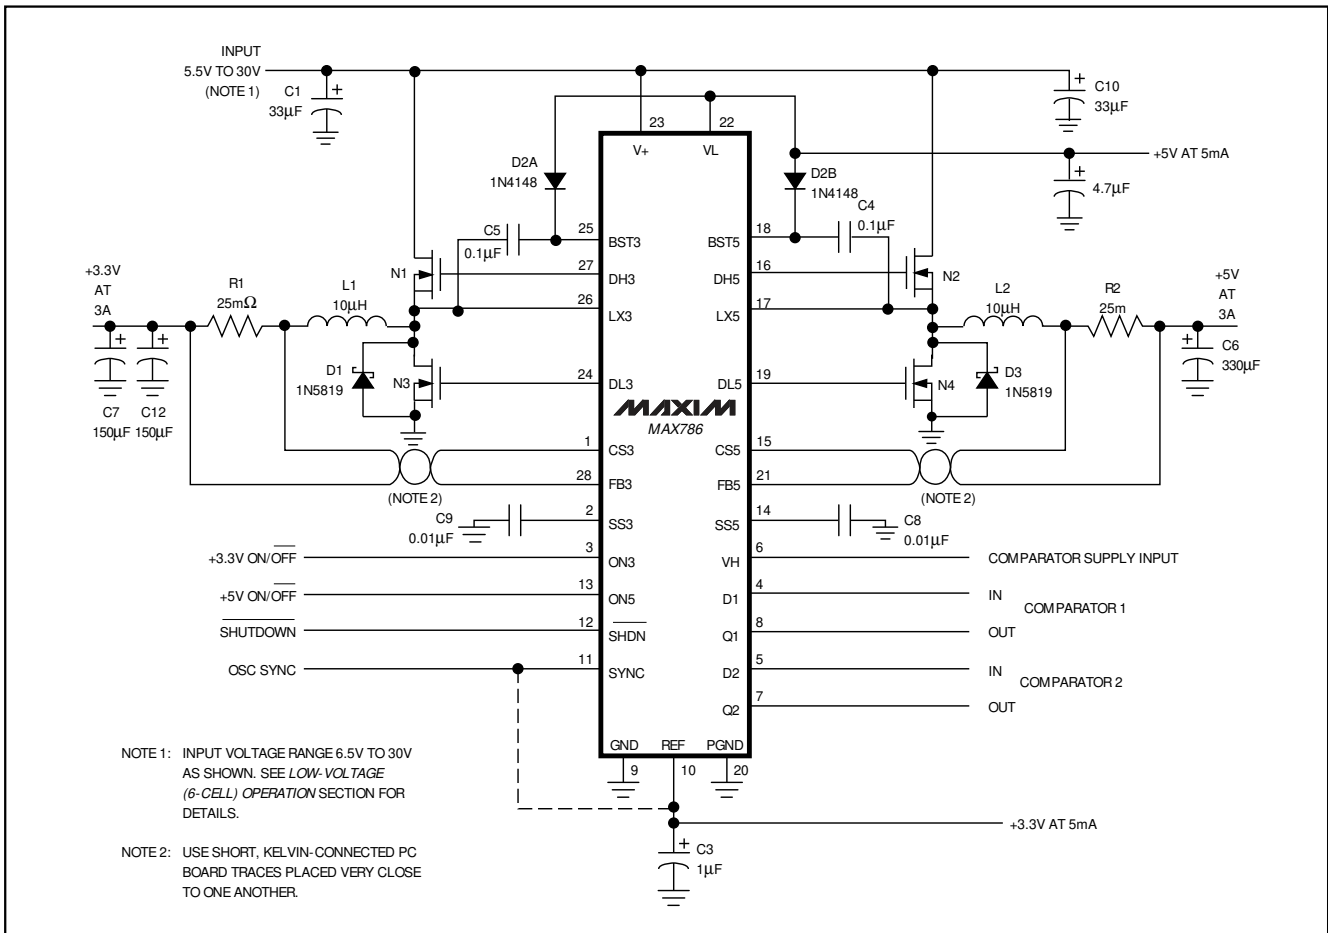 INPUT
5.5V TO 30V
(NOTE 1)
C1
33µF
C10
33µF
23
22
V+
VL
+5V AT 5mA
4.7µF
D2A
1N4148
D2B
1N4148
C5
0.1µF
C4
0.1µF
25
BST3
BST5
18
N1
27
DH3
DH5
16
N2
26
LX3
LX5
17
+3.3V
AT
3A
R1
25mΩ
L1
10µH
L2
10µH
R2
25m
+5V
AT
3A
C7
150µF
C12
150µF
D1
1N5819
N3
24
DL3
DL5
19
N4
D3
1N5819
C6
330µF
MAXIM
MAX786
1
CS3
CS5
15
28
FB3
FB5
21
(NOTE 2)
(NOTE 2)
C9
0.01µF
2
SS3
SS5
14
C8
0.01µF
+3.3V ON/OFF
3
ON3
VH
6
COMPARATOR SUPPLY INPUT
+5V ON/OFF
13
ON5
D1
4
IN
COMPARATOR 1
SHUTDOWN
12
SHDN
Q1
8
OUT
OSC SYNC
11
SYNC
D2
5
IN
COMPARATOR 2
Q2
7
OUT
GND
REF
PGND
9
10
20
+3.3V AT 5mA
C3
1µF
NOTE 1: INPUT VOLTAGE RANGE 6.5V TO 30V
AS SHOWN. SEE LOW-VOLTAGE
(6-CELL) OPERATION SECTION FOR
DETAILS.
NOTE 2: USE SHORT, KELVIN-CONNECTED PC
BOARD TRACES PLACED VERY CLOSE
TO ONE ANOTHER.